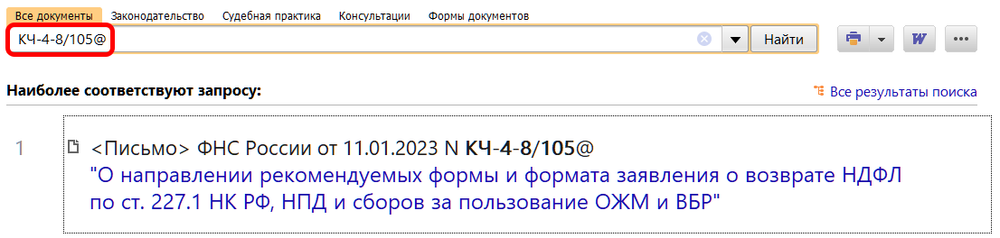 Все документы Законодательство Судебная практика Консультации Формы документов
КЧ-4-8/105@ Найти W
Наиболее соответствуют запросу: Все результаты поиска
1 <Письмо> ФНС России от 11.01.2023 N КЧ-4-8/105@
"О направлении рекомендуемых формы и формата заявления о возврате НДФЛ
по ст. 227.1 НК РФ, НПД и сборов за пользование ОЖМ и ВБР"